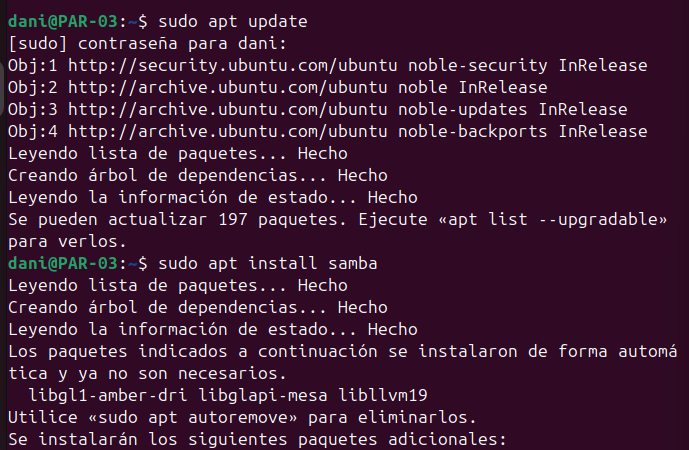 dani@PAR-03:~$ sudo apt update
[sudo] contraseña para dani:
Obj:1 http://security.ubuntu.com/ubuntu noble-security InRelease
Obj:2 http://archive.ubuntu.com/ubuntu noble InRelease
Obj:3 http://archive.ubuntu.com/ubuntu noble-updates InRelease
Obj:4 http://archive.ubuntu.com/ubuntu noble-backports InRelease
Leyendo lista de paquetes... Hecho
Creando árbol de dependencias... Hecho
Leyendo la información de estado... Hecho
Se pueden actualizar 197 paquetes. Ejecute «apt list --upgradable»
para verlos.
dani@PAR-03:~$ sudo apt install samba
Leyendo lista de paquetes... Hecho
Creando árbol de dependencias... Hecho
Leyendo la información de estado... Hecho
Los paquetes indicados a continuación se instalaron de forma automá
tica y ya no son necesarios.
  libgl1-amber-dri libglapi-mesa libllvm19
Utilice «sudo apt autoremove» para eliminarlos.
Se instalarán los siguientes paquetes adicionales: